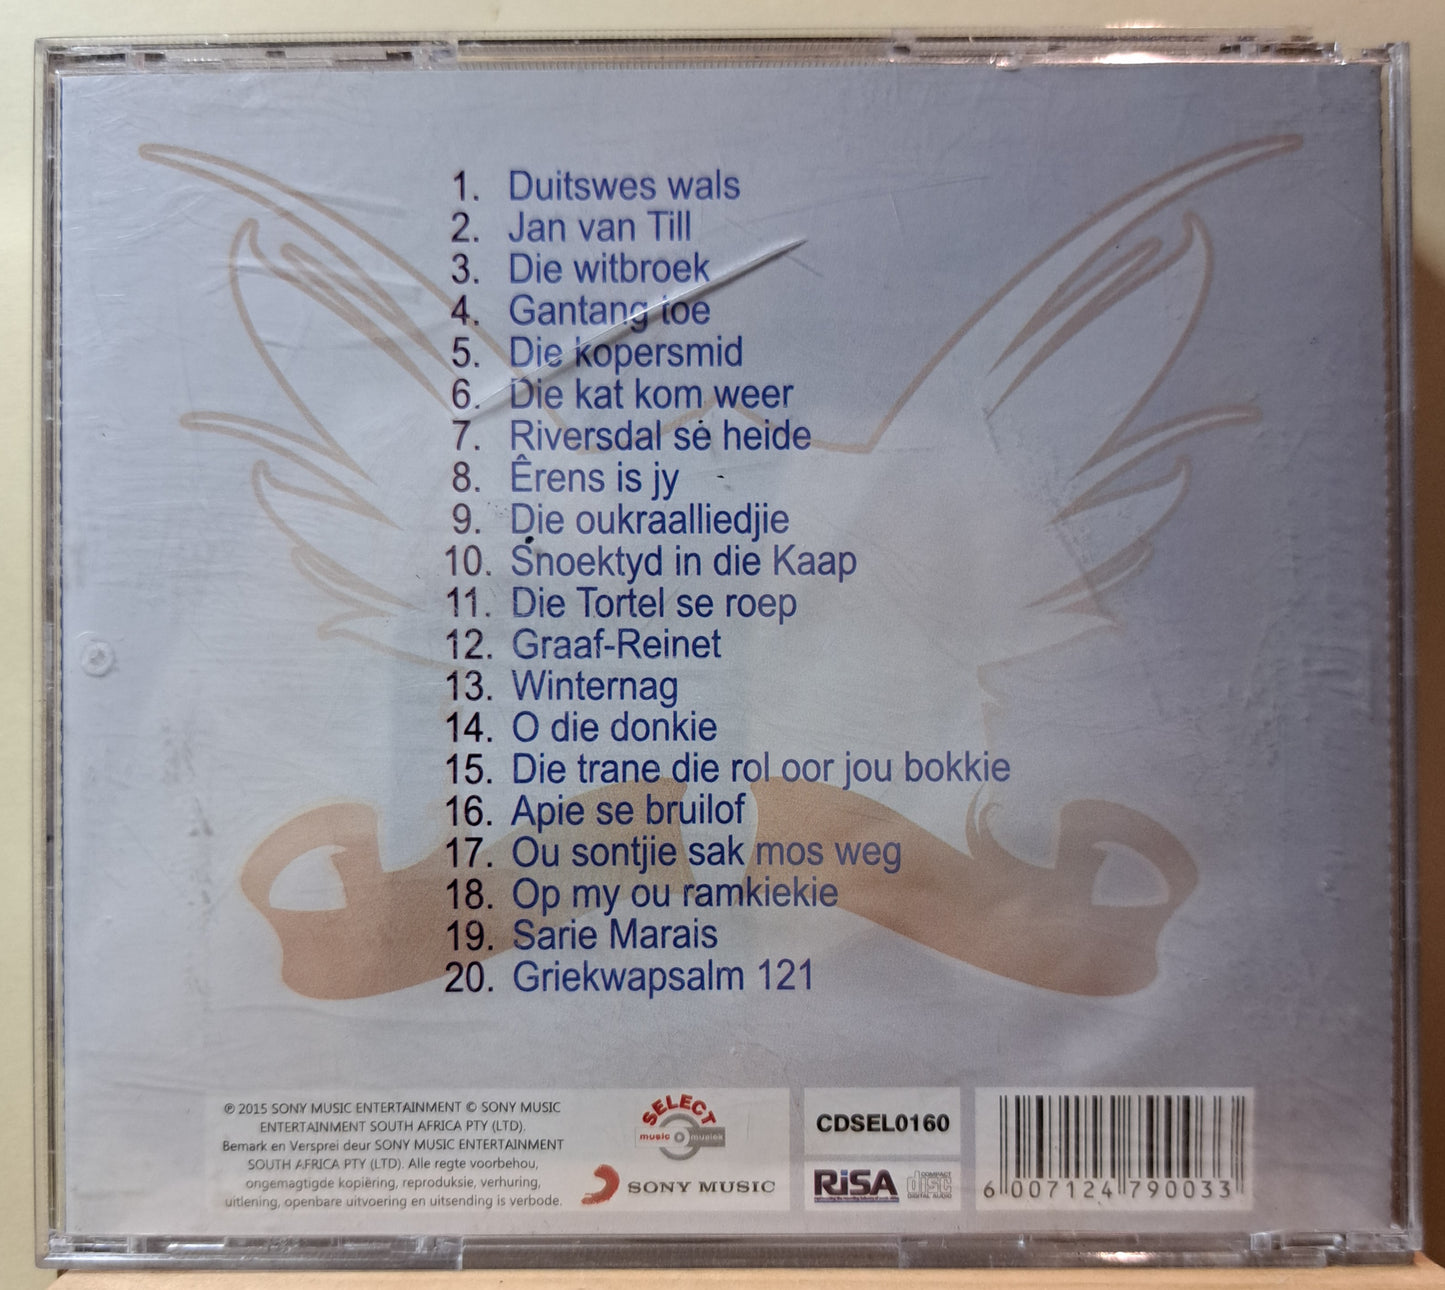 1. Duitswes wals
2. Jan van Till
3. Die witbroek
4. Gantang toe
5. Die kopersmid
6. Die kat kom weer
7. Riversdal se heide
8. Êrens is jy
9. Die oukraalliedjie
10. Snoektyd in die Kaap
11. Die Tortel se roep
12. Graaf-Reinet
13. Winternag
14. O die donkie
15. Die trane die rol oor jou bokkie
16. Apie se bruilof
17. Ou sontjie sak mos weg
18. Op my ou ramkiekie
19. Sarie Marais
20. Griekwapsalm 121
℗ 2015 SONY MUSIC ENTERTAINMENT © SONY MUSIC
ENTERTAINMENT SOUTH AFRICA PTY (LTD).
Bemark en Versprei deur SONY MUSIC ENTERTAINMENT
SOUTH AFRICA PTY (LTD). Alle regte voorbehou,
ongemagtigde kopiëring, reproduksie, verhuring,
uitlening, openbare uitvoering en uitsending is verbode.
SELECT
music musiek
SONY MUSIC
CDSEL0160
RiSA
COMPACT
disc
DIGITAL AUDIO
6 007124 790033